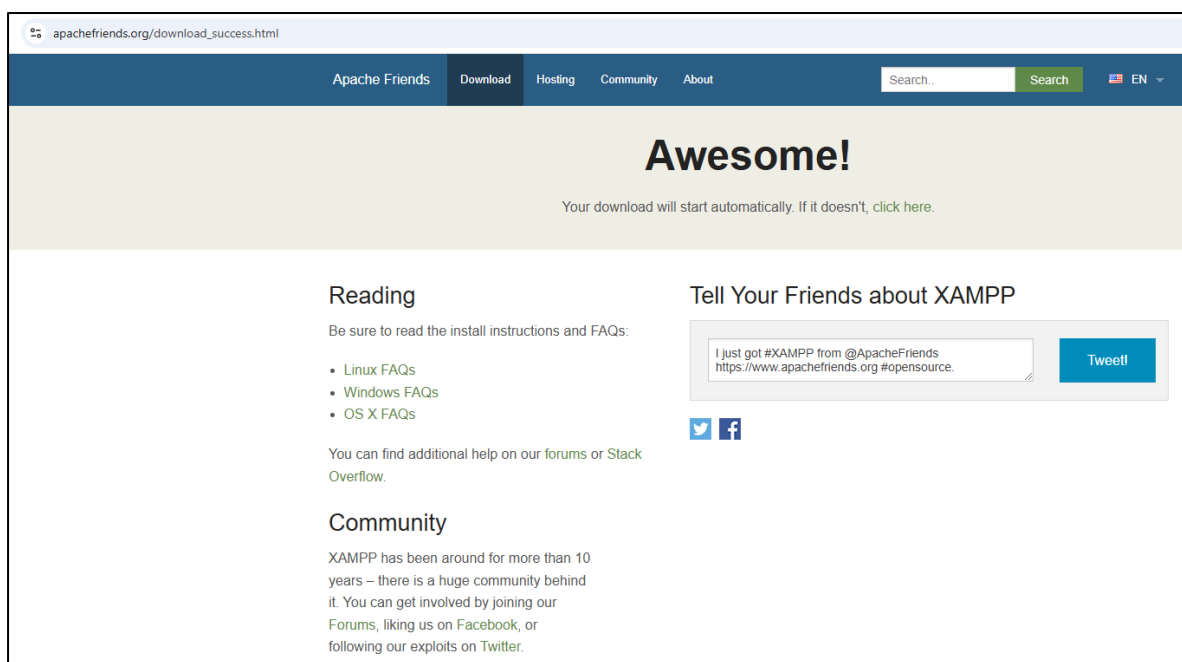 apachefriends.org/download_success.html
Apache Friends Download Hosting Community About Search.. Search EN
Awesome!
Your download will start automatically. If it doesn't, click here.
Reading
Be sure to read the install instructions and FAQs:
• Linux FAQs
• Windows FAQs
• OS X FAQs
You can find additional help on our forums or Stack
Overflow.
Community
XAMPP has been around for more than 10
years – there is a huge community behind
it. You can get involved by joining our
Forums, liking us on Facebook, or
following our exploits on Twitter.
Tell Your Friends about XAMPP
I just got #XAMPP from @ApacheFriends
https://www.apachefriends.org #opensource.
Tweet!